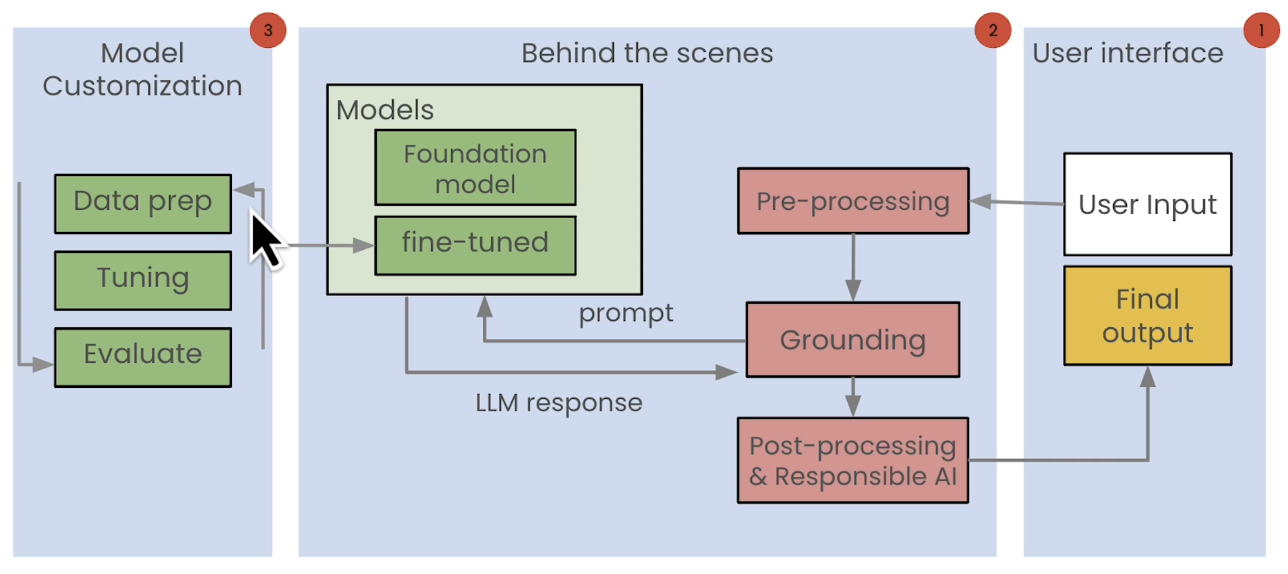 3
Model
Customization
Data prep
Tuning
Evaluate
2
Behind the scenes
Models
Foundation
model
fine-tuned
prompt
LLM response
Pre-processing
Grounding
Post-processing
& Responsible AI
1
User interface
User Input
Final
output